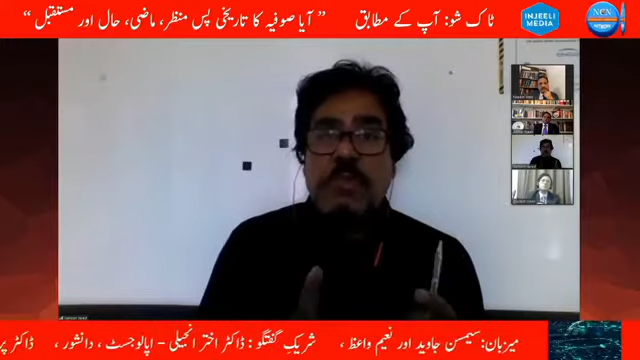 ٹاک شو: آپ کے مطابق ” آیا صوفیہ کا تاریخی پس منظر، ماضی، حال اور مستقبل “
INJEELI
MEDIA
NCN
میزبان: سیمسن جاوید اور نعیم واعظ ، شریکِ گفتگو : ڈاکٹر اختر انجیلی - اپالوجسٹ ، دانشور ، ڈاکٹر پر